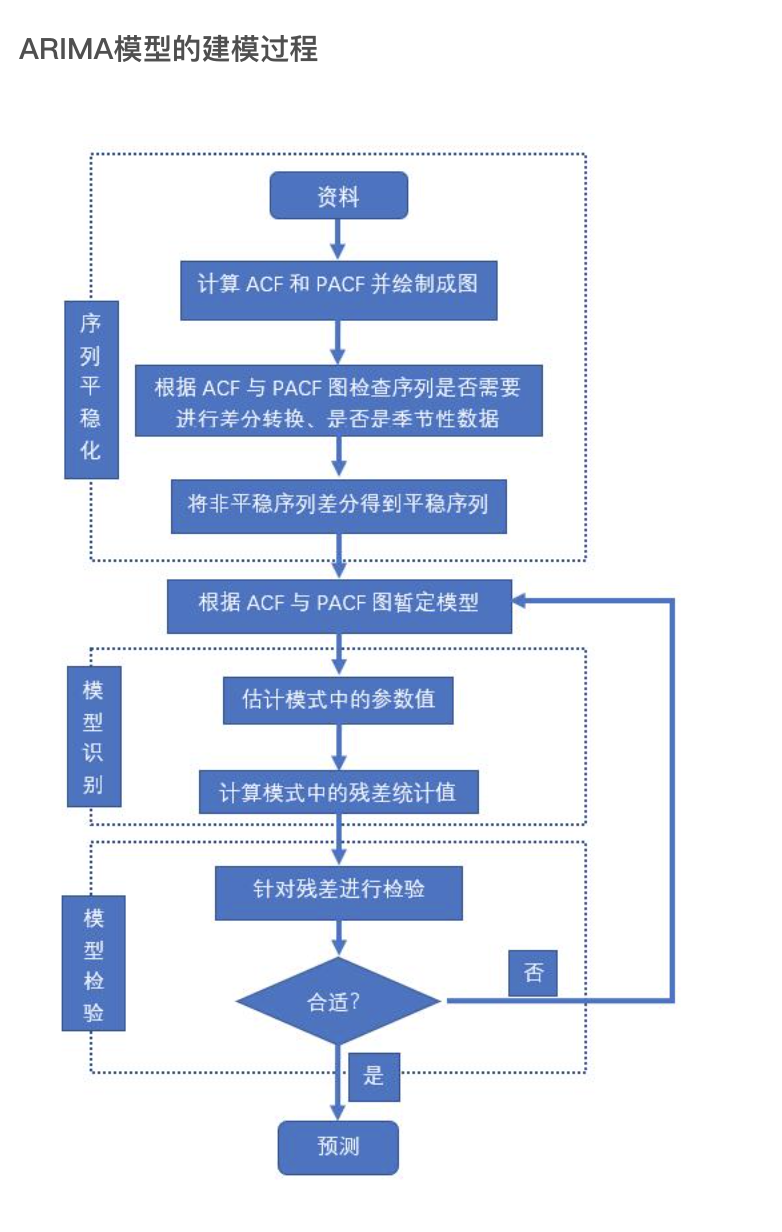 ARIMA模型的建模过程
资料
计算 ACF 和 PACF 并绘制成图
序
列
平
稳
化
根据 ACF 与 PACF 图检查序列是否需要
进行差分转换、是否是季节性数据
将非平稳序列差分得到平稳序列
根据 ACF 与 PACF 图暂定模型
模
型
识
别
估计模式中的参数值
计算模式中的残差统计值
针对残差进行检验
模
型
检
验
合适?
否
是
预测